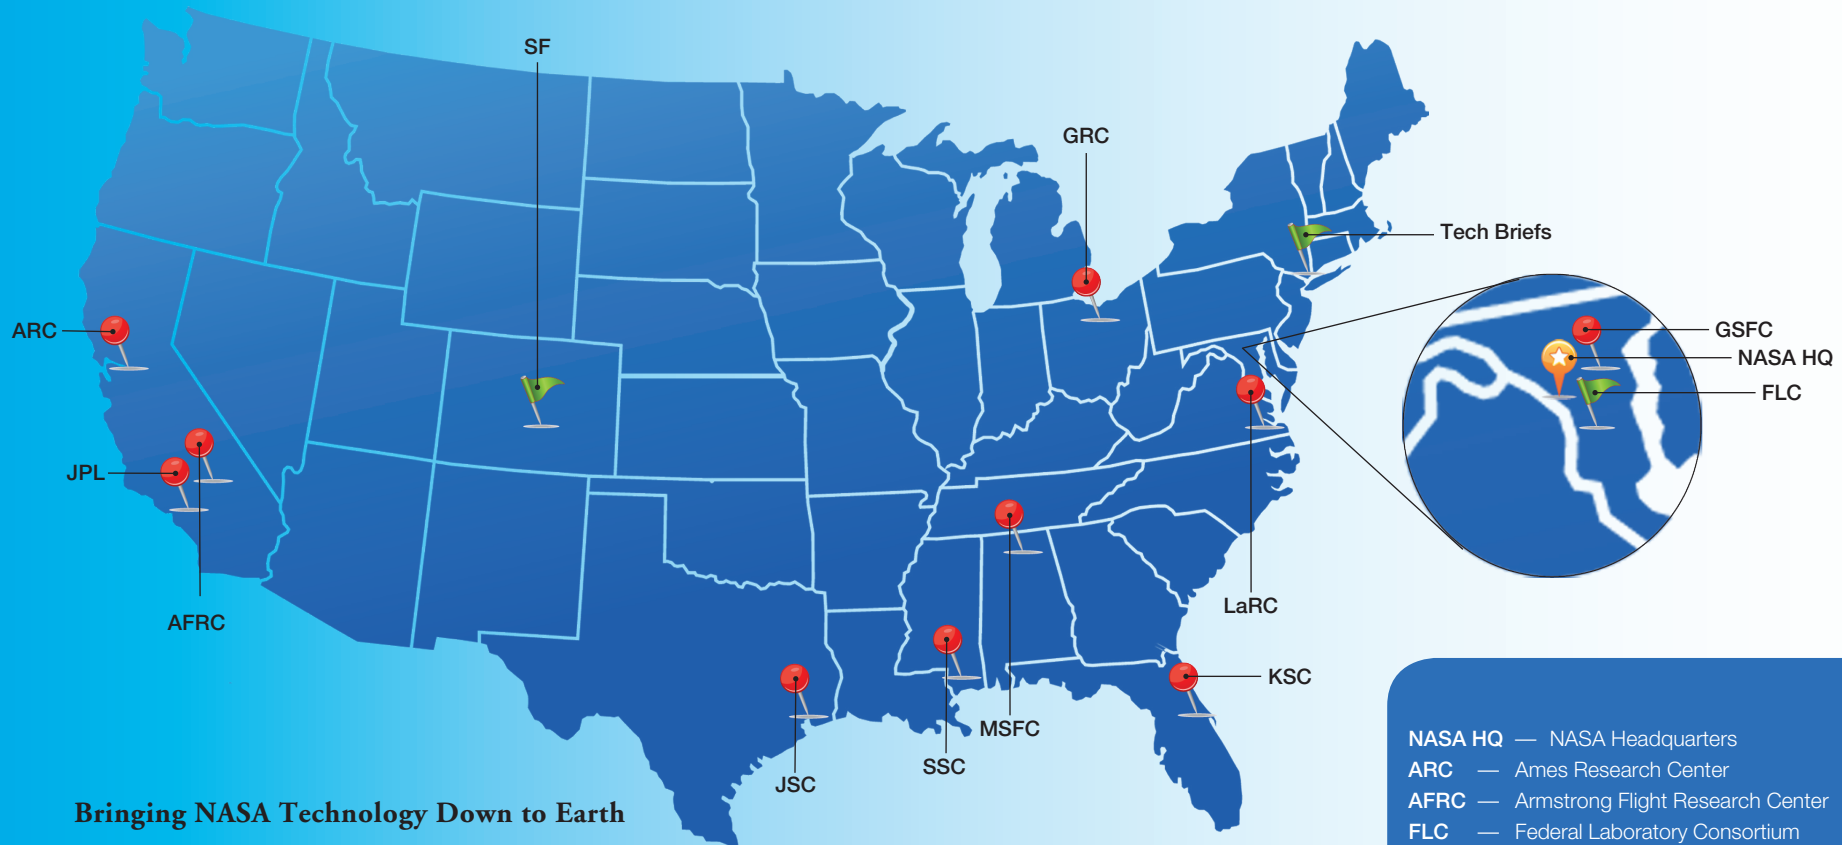 SF
GRC
Tech Briefs
ARC
GSFC
NASA HQ
FLC
JPL
AFRC
LaRC
KSC
MSFC
SSC
JSC
Bringing NASA Technology Down to Earth
NASA HQ — NASA Headquarters
ARC — Ames Research Center
AFRC — Armstrong Flight Research Center
FLC — Federal Laboratory Consortium